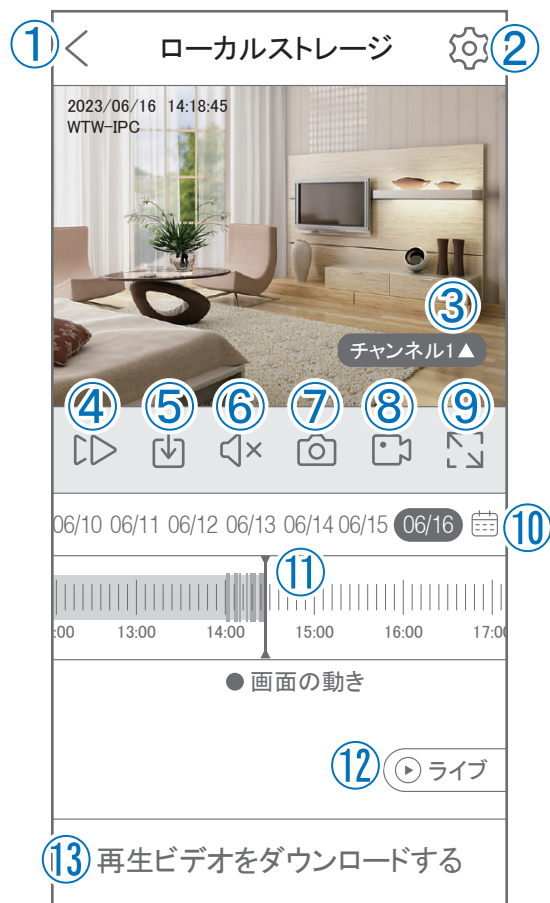 ① ローカルストレージ ②
2023/06/16 14:18:45
WTW-IPC
③
チャンネル1▲
④ ⑤ ⑥ ⑦ ⑧ ⑨
06/10 06/11 06/12 06/13 06/14 06/15 06/16 ⑩
⑪
:00 13:00 14:00 15:00 16:00 17:0
●画面の動き
⑫ ライブ
⑬ 再生ビデオをダウンロードする